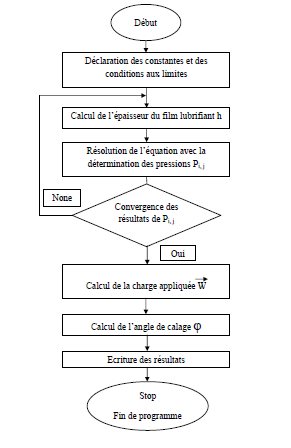 Début
Déclaration des constantes et des
conditions aux limites
Calcul de l'épaisseur du film lubrifiant h
Résolution de l'équation avec la
détermination des pressions Pi,j
None
Convergence des
résultats de Pi,j
Oui
Calcul de la charge appliquée W
Calcul de l'angle de calage φ
Ecriture des résultats
Stop
Fin de programme